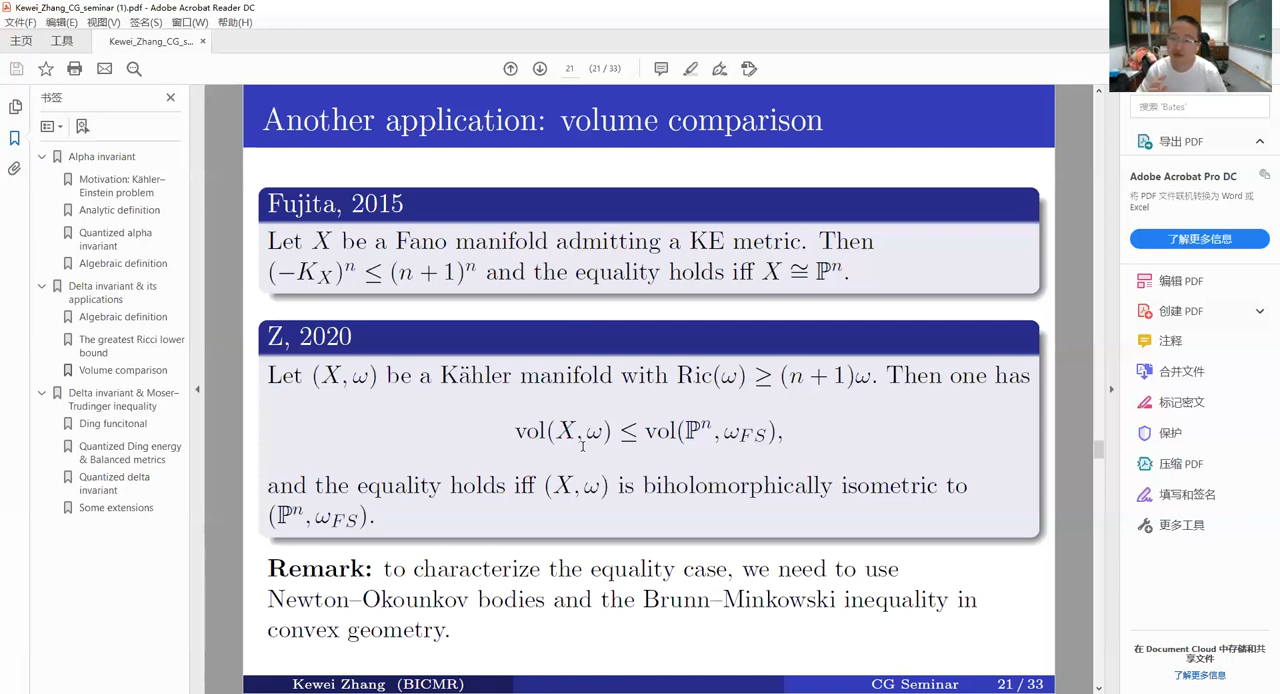 Kewei_Zhang_CG_seminar (1).pdf - Adobe Acrobat Reader DC
文件(F) 编辑(E) 视图(V) 签名(S) 窗口(W) 帮助(H)
主页 工具 Kewei_Zhang_CG_s... ×
21 (21 / 33)
书签
Alpha invariant
Motivation: Kähler–
Einstein problem
Analytic definition
Quantized alpha
invariant
Algebraic definition
Delta invariant & its
applications
Algebraic definition
The greatest Ricci lower
bound
Volume comparison
Delta invariant & Moser–
Trudinger inequality
Ding funcitonal
Quantized Ding energy
& Balanced metrics
Quantized delta
invariant
Some extensions
Another application: volume comparison
Fujita, 2015
Let X be a Fano manifold admitting a KE metric. Then
(−K_X)^n ≤ (n + 1)^n and the equality holds iff X ≅ ℙ^n.
Z, 2020
Let (X, ω) be a Kähler manifold with Ric(ω) ≥ (n + 1)ω. Then one has
vol(X, ω) ≤ vol(ℙ^n, ω_FS),
and the equality holds iff (X, ω) is biholomorphically isometric to
(ℙ^n, ω_FS).
Remark: to characterize the equality case, we need to use
Newton–Okounkov bodies and the Brunn–Minkowski inequality in
convex geometry.
Kewei Zhang (BICMR) CG Seminar 21 / 33
搜索 'Bates'
导出 PDF
Adobe Acrobat Pro DC
将 PDF 文件联机转换为 Word 或
Excel
了解更多信息
编辑 PDF
创建 PDF
注释
合并文件
标记密文
保护
压缩 PDF
填写和签名
更多工具
在 Document Cloud 中存储和共
享文件
了解更多信息